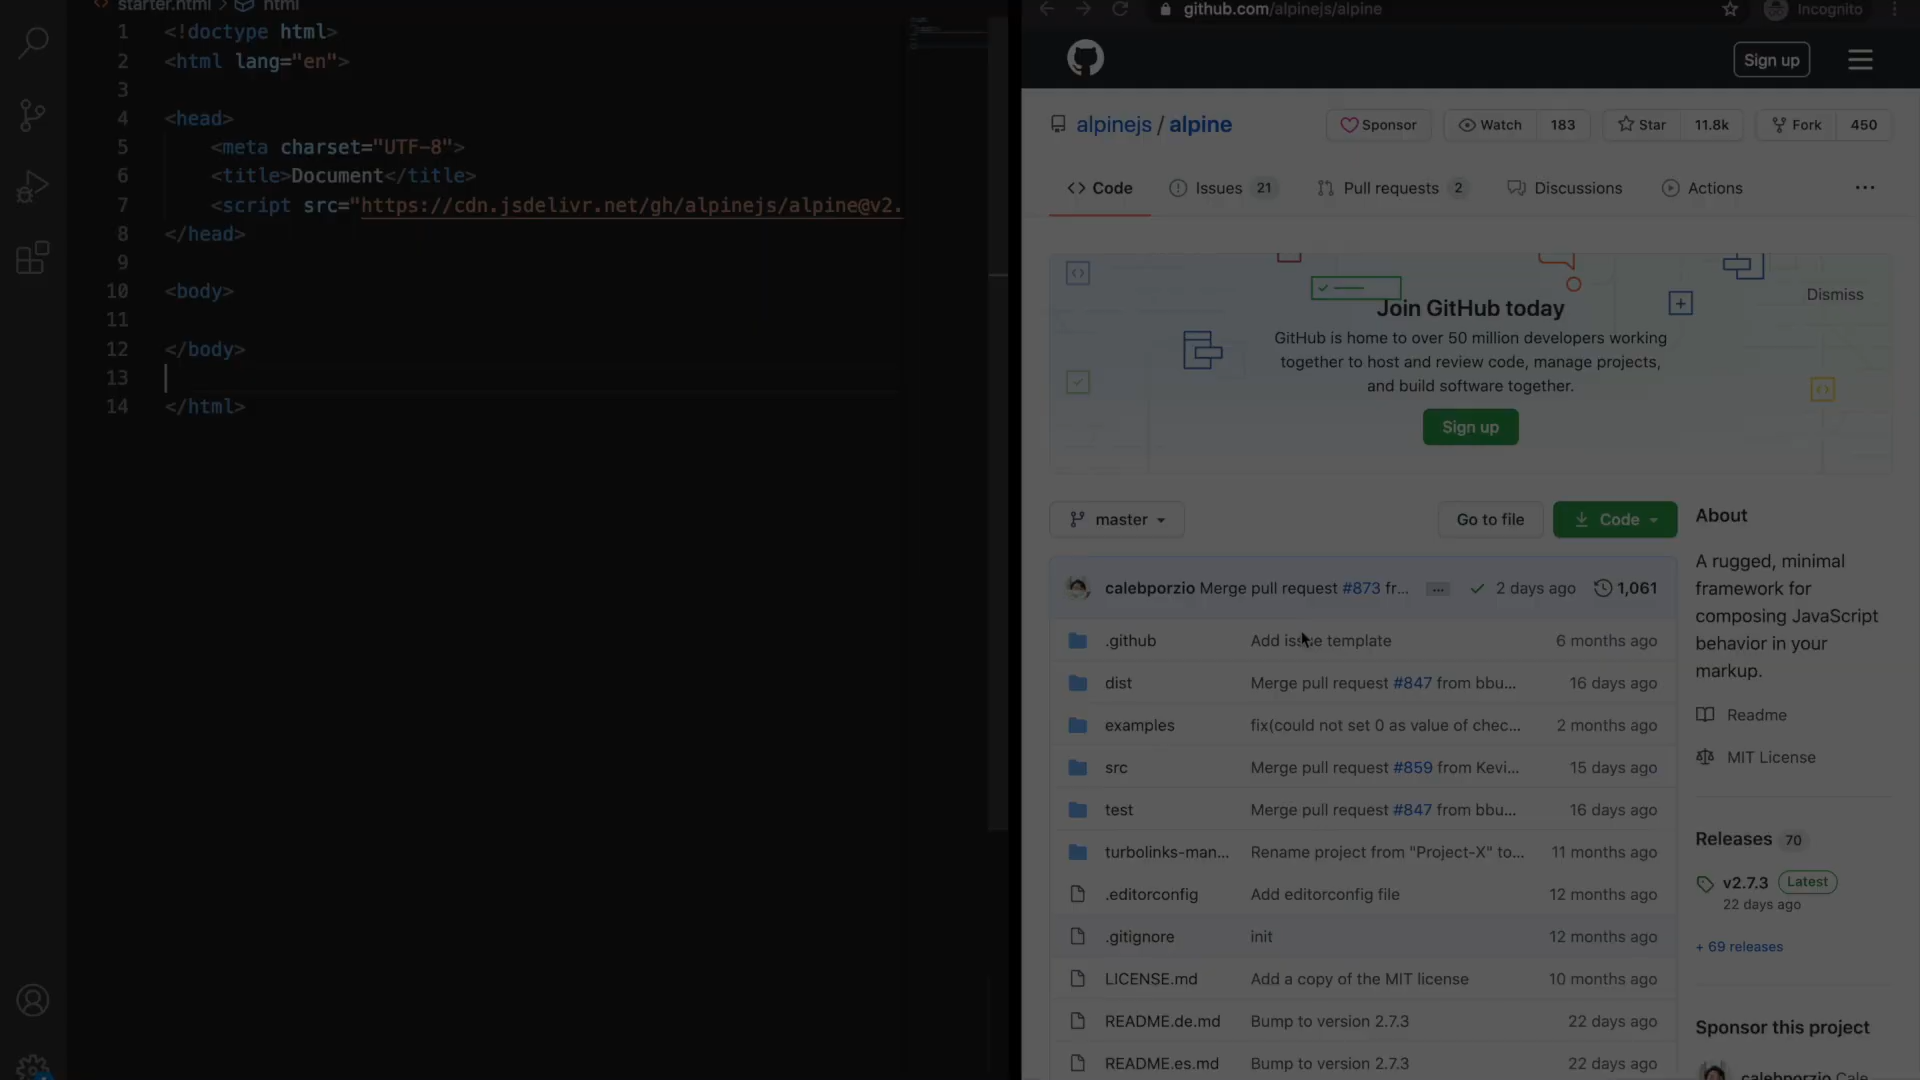 starter.html > html
1 <!doctype html>
2 <html lang="en">
3
4 <head>
5 <meta charset="UTF-8">
6 <title>Document</title>
7 <script src="https://cdn.jsdelivr.net/gh/alpinejs/alpine@v2.
8 </head>
9
10 <body>
11
12 </body>
13
14 </html>
github.com/alpinejs/alpine
Incognito
Sign up
alpinejs / alpine
Sponsor
Watch 183
Star 11.8k
Fork 450
Code
Issues 21
Pull requests 2
Discussions
Actions
Join GitHub today
Dismiss
GitHub is home to over 50 million developers working
together to host and review code, manage projects,
and build software together.
Sign up
master
Go to file
Code
calebporzio Merge pull request #873 fr... ... 2 days ago 1,061
.github Add issue template 6 months ago
dist Merge pull request #847 from bbu... 16 days ago
examples fix(could not set 0 as value of chec... 2 months ago
src Merge pull request #859 from Kevi... 15 days ago
test Merge pull request #847 from bbu... 16 days ago
turbolinks-man... Rename project from "Project-X" to... 11 months ago
.editorconfig Add editorconfig file 12 months ago
.gitignore init 12 months ago
LICENSE.md Add a copy of the MIT license 10 months ago
README.de.md Bump to version 2.7.3 22 days ago
README.es.md Bump to version 2.7.3 22 days ago
About
A rugged, minimal
framework for
composing JavaScript
behavior in your
markup.
Readme
MIT License
Releases 70
v2.7.3 Latest
22 days ago
+ 69 releases
Sponsor this project
calebporzio Cale